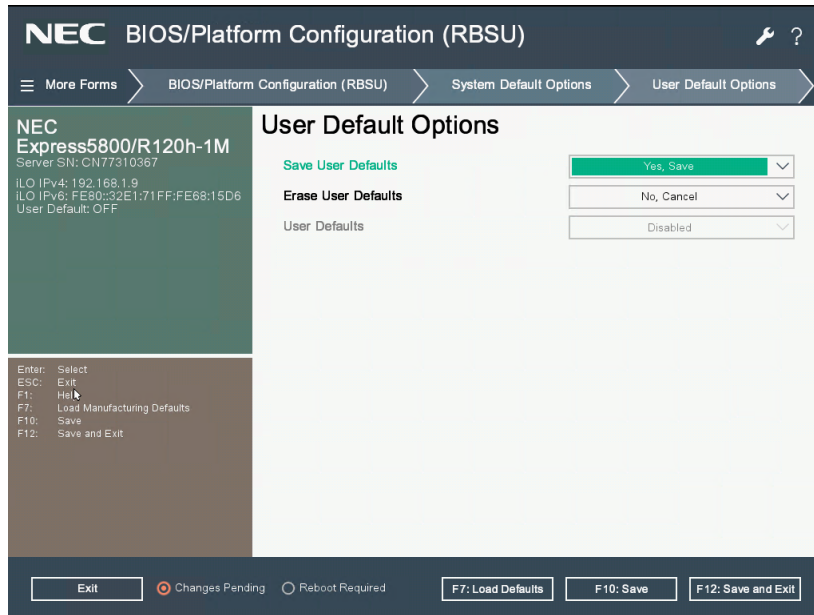 NEC BIOS/Platform Configuration (RBSU) ?
More Forms BIOS/Platform Configuration (RBSU) System Default Options User Default Options
NEC
Express5800/R120h-1M
Server SN: CN77310367
iLO IPv4: 192.168.1.9
iLO IPv6: FE80::32E1:71FF:FE68:15D6
User Default: OFF
User Default Options
Save User Defaults Yes, Save
Erase User Defaults No, Cancel
User Defaults Disabled
Enter: Select
ESC: Exit
F1: Help
F7: Load Manufacturing Defaults
F10: Save
F12: Save and Exit
Exit Changes Pending Reboot Required F7: Load Defaults F10: Save F12: Save and Exit